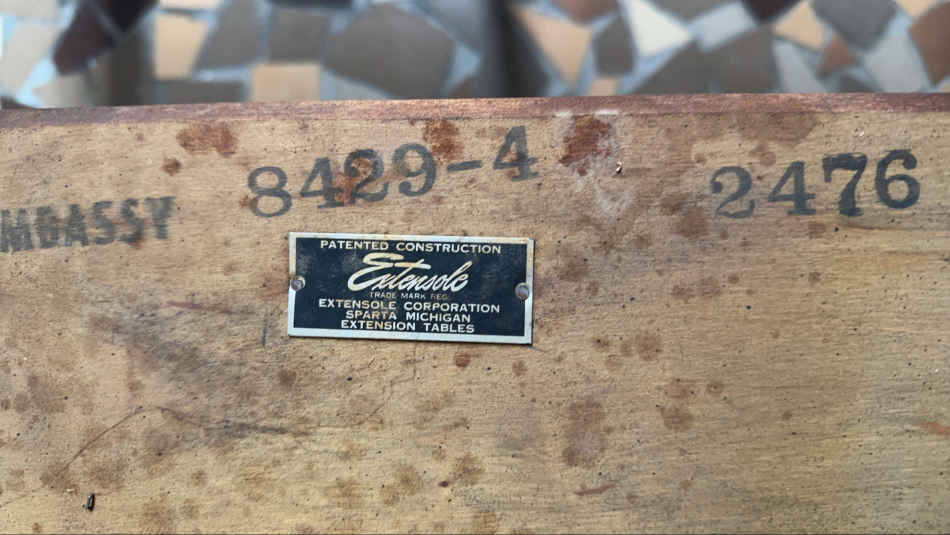 MBASSY 8429-4 2476
PATENTED CONSTRUCTION
Extensole
TRADE MARK REG.
EXTENSOLE CORPORATION
SPARTA MICHIGAN
EXTENSION TABLES